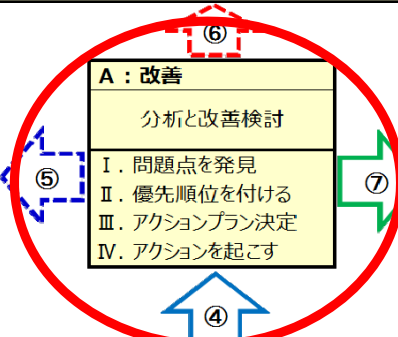 ⑥
A：改善
分析と改善検討
⑤
Ⅰ．問題点を発見
Ⅱ．優先順位を付ける
Ⅲ．アクションプラン決定
Ⅳ．アクションを起こす
⑦
④